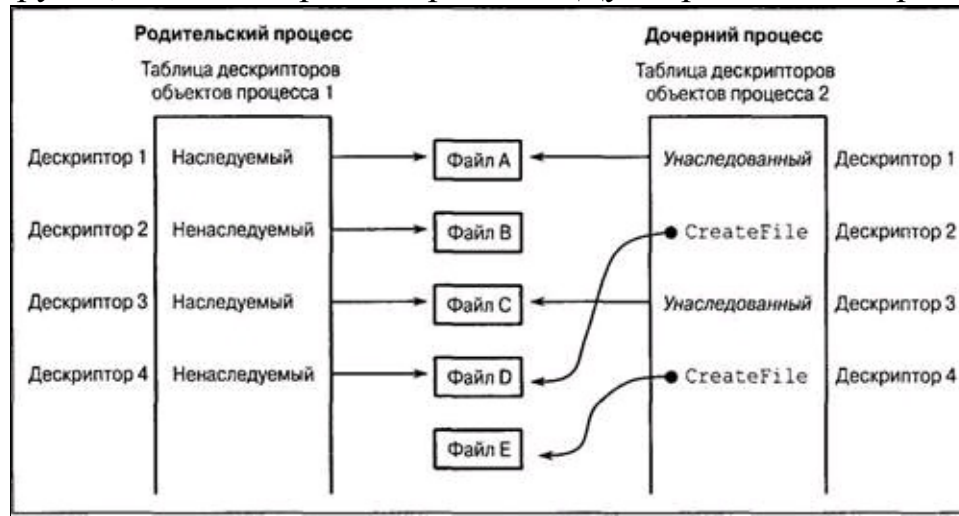 Родительский процесс
Дочерний процесс
Таблица дескрипторов
объектов процесса 1
Таблица дескрипторов
объектов процесса 2
Дескриптор 1 Наследуемый Файл A Унаследованный Дескриптор 1
Дескриптор 2 Ненаследуемый Файл B CreateFile Дескриптор 2
Дескриптор 3 Наследуемый Файл C Унаследованный Дескриптор 3
Дескриптор 4 Ненаследуемый Файл D CreateFile Дескриптор 4
Файл E